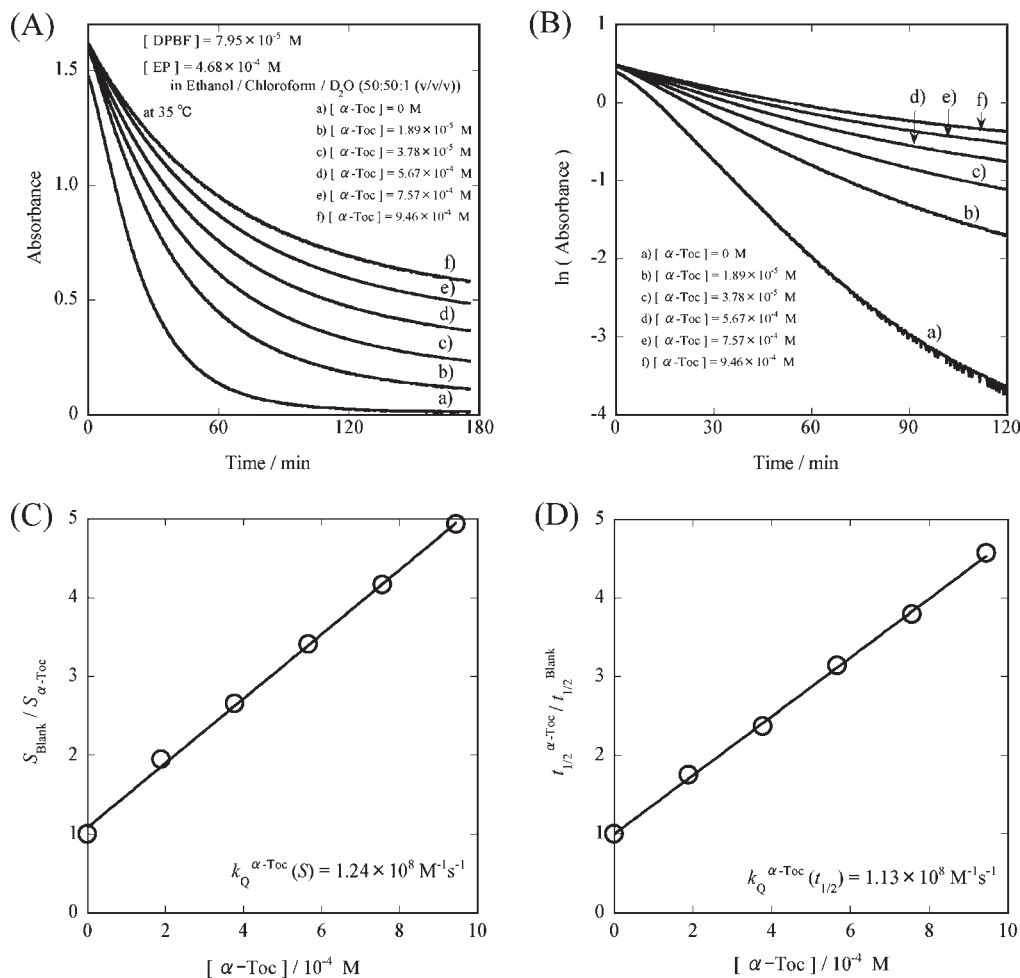 (A)
[ DPBF ] = 7.95×10⁻⁵ M
[ EP ] = 4.68×10⁻⁴ M
in Ethanol / Chloroform / D₂O (50:50:1 (v/v/v))
at 35 ℃
a) [ α-Toc ] = 0 M
b) [ α-Toc ] = 1.89×10⁻⁵ M
c) [ α-Toc ] = 3.78×10⁻⁵ M
d) [ α-Toc ] = 5.67×10⁻⁴ M
e) [ α-Toc ] = 7.57×10⁻⁴ M
f) [ α-Toc ] = 9.46×10⁻⁴ M
1.5
1.0
0.5
0
Absorbance
f)
e)
d)
c)
b)
a)
0 60 120 180
Time / min
(B)
1
0
-1
-2
-3
-4
ln ( Absorbance )
d) e) f)
c)
b)
a)
a) [ α-Toc ] = 0 M
b) [ α-Toc ] = 1.89×10⁻⁵ M
c) [ α-Toc ] = 3.78×10⁻⁵ M
d) [ α-Toc ] = 5.67×10⁻⁴ M
e) [ α-Toc ] = 7.57×10⁻⁴ M
f) [ α-Toc ] = 9.46×10⁻⁴ M
0 30 60 90 120
Time / min
(C)
5
4
3
2
1
0
S_Blank / S_α-Toc
k_Q^α-Toc (S) = 1.24×10⁸ M⁻¹s⁻¹
0 2 4 6 8 10
[ α-Toc ] / 10⁻⁴ M
(D)
5
4
3
2
1
0
t_1/2^α-Toc / t_1/2^Blank
k_Q^α-Toc (t_1/2) = 1.13×10⁸ M⁻¹s⁻¹
0 2 4 6 8 10
[ α-Toc ] / 10⁻⁴ M